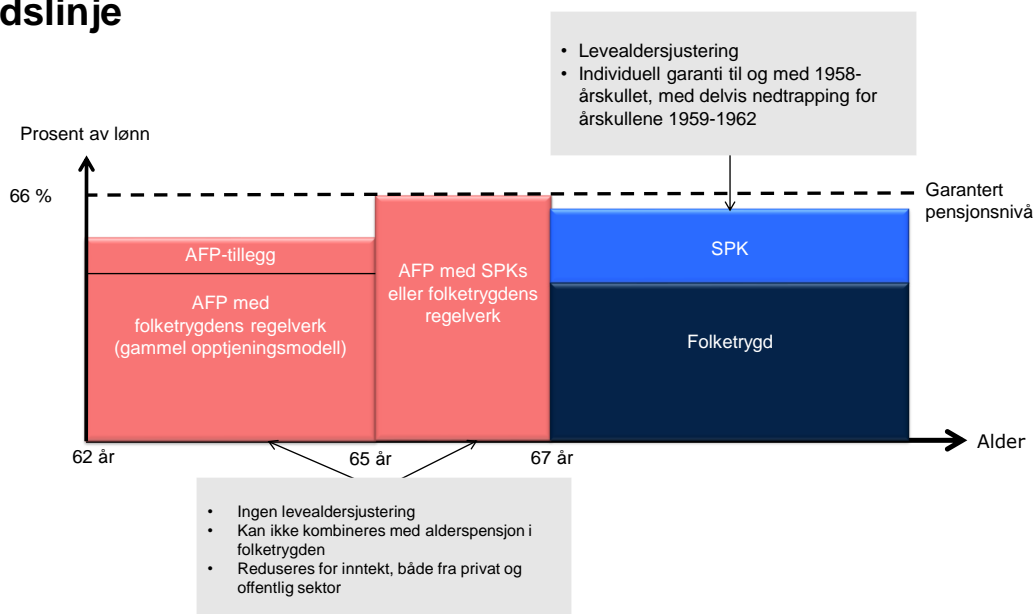 dslinje
• Levealdersjustering
• Individuell garanti til og med 1958-
årskullet, med delvis nedtrapping for
årskullene 1959-1962
Prosent av lønn
66 %
Garantert
pensjonsnivå
AFP-tillegg
AFP med
folketrygdens regelverk
(gammel opptjeningsmodell)
AFP med SPKs
eller folketrygdens
regelverk
SPK
Folketrygd
Alder
62 år
65 år
67 år
• Ingen levealdersjustering
• Kan ikke kombineres med alderspensjon i
folketrygden
• Reduseres for inntekt, både fra privat og
offentlig sektor